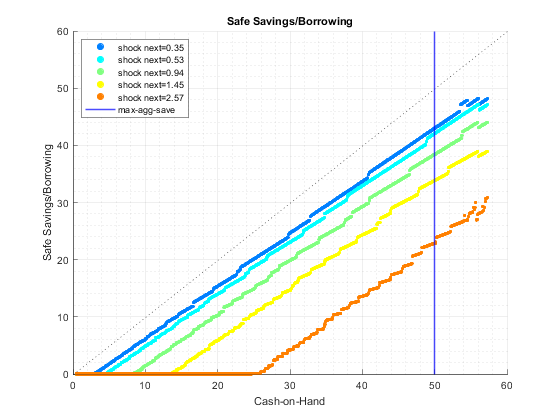 Safe Savings/Borrowing
60
50
40
30
20
10
0
Safe Savings/Borrowing
shock next=0.35
shock next=0.53
shock next=0.94
shock next=1.45
shock next=2.57
max-agg-save
0 10 20 30 40 50 60
Cash-on-Hand